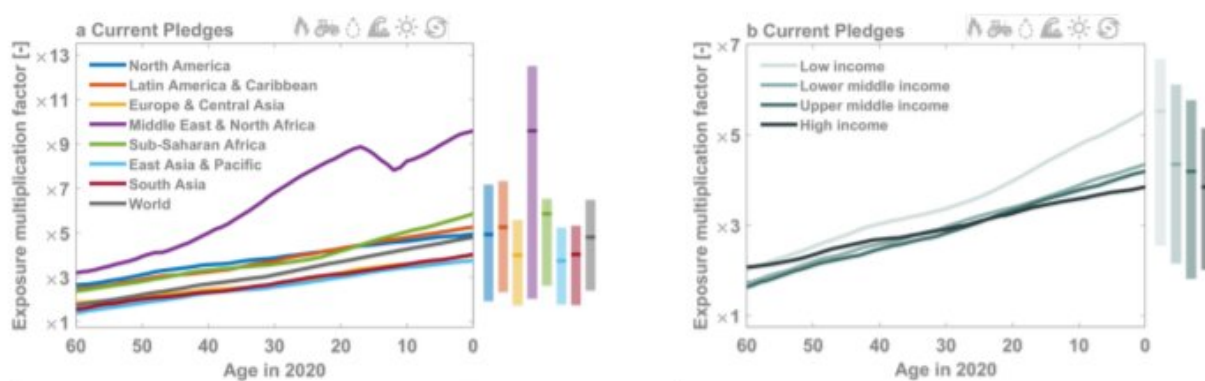 a Current Pledges
Exposure multiplication factor [-]
×13
×11
×9
×7
×5
×3
×1
North America
Latin America & Caribbean
Europe & Central Asia
Middle East & North Africa
Sub-Saharan Africa
East Asia & Pacific
South Asia
World
60 50 40 30 20 10 0
Age in 2020
b Current Pledges
Exposure multiplication factor [-]
×7
×5
×3
×1
Low income
Lower middle income
Upper middle income
High income
60 50 40 30 20 10 0
Age in 2020